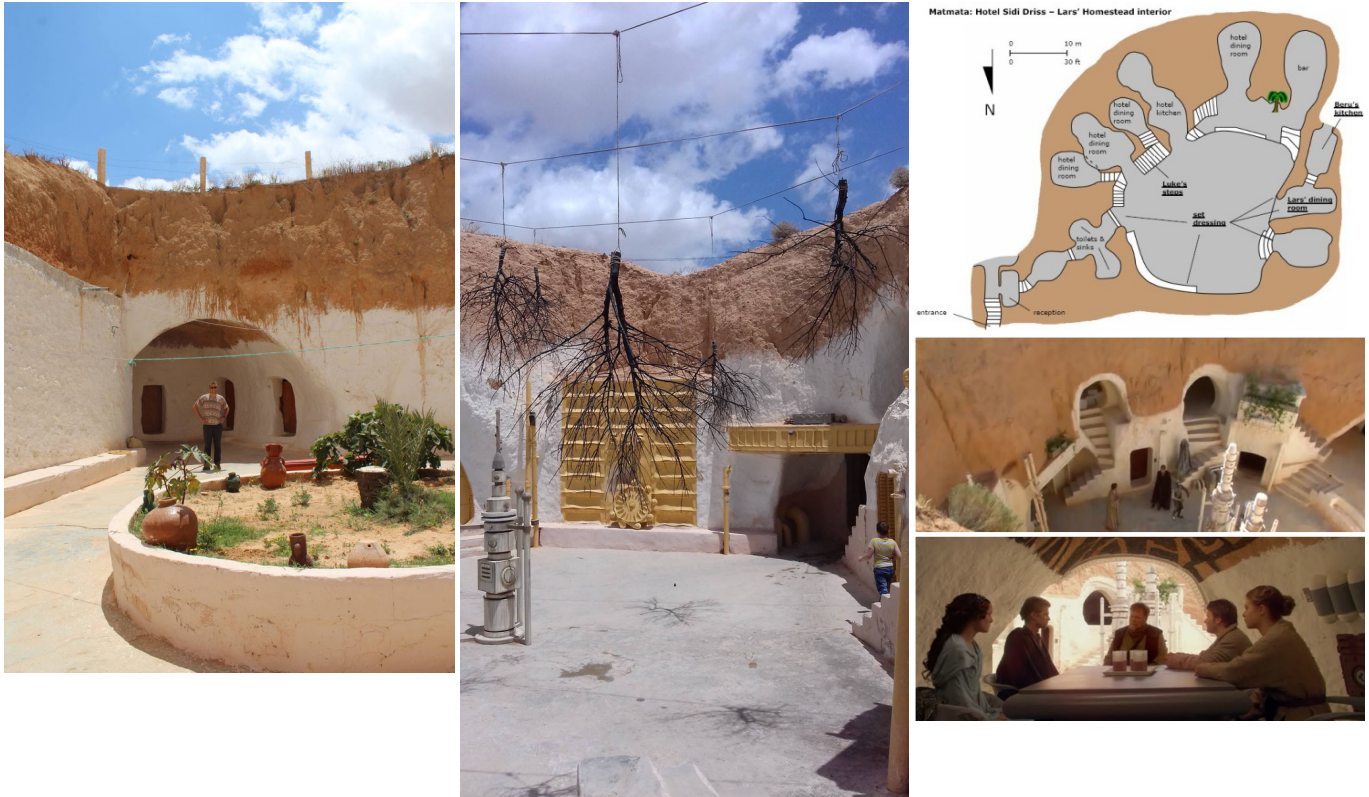 Matmata: Hotel Sidi Driss – Lars' Homestead interior
0 10 m
0 30 ft
N
hotel
dining
room
bar
Beru's
kitchen
hotel
dining
room
hotel
kitchen
hotel
dining
room
hotel
dining
room
Luke's
steps
Lars' dining
room
set
dressing
toilets &
sinks
entrance
reception